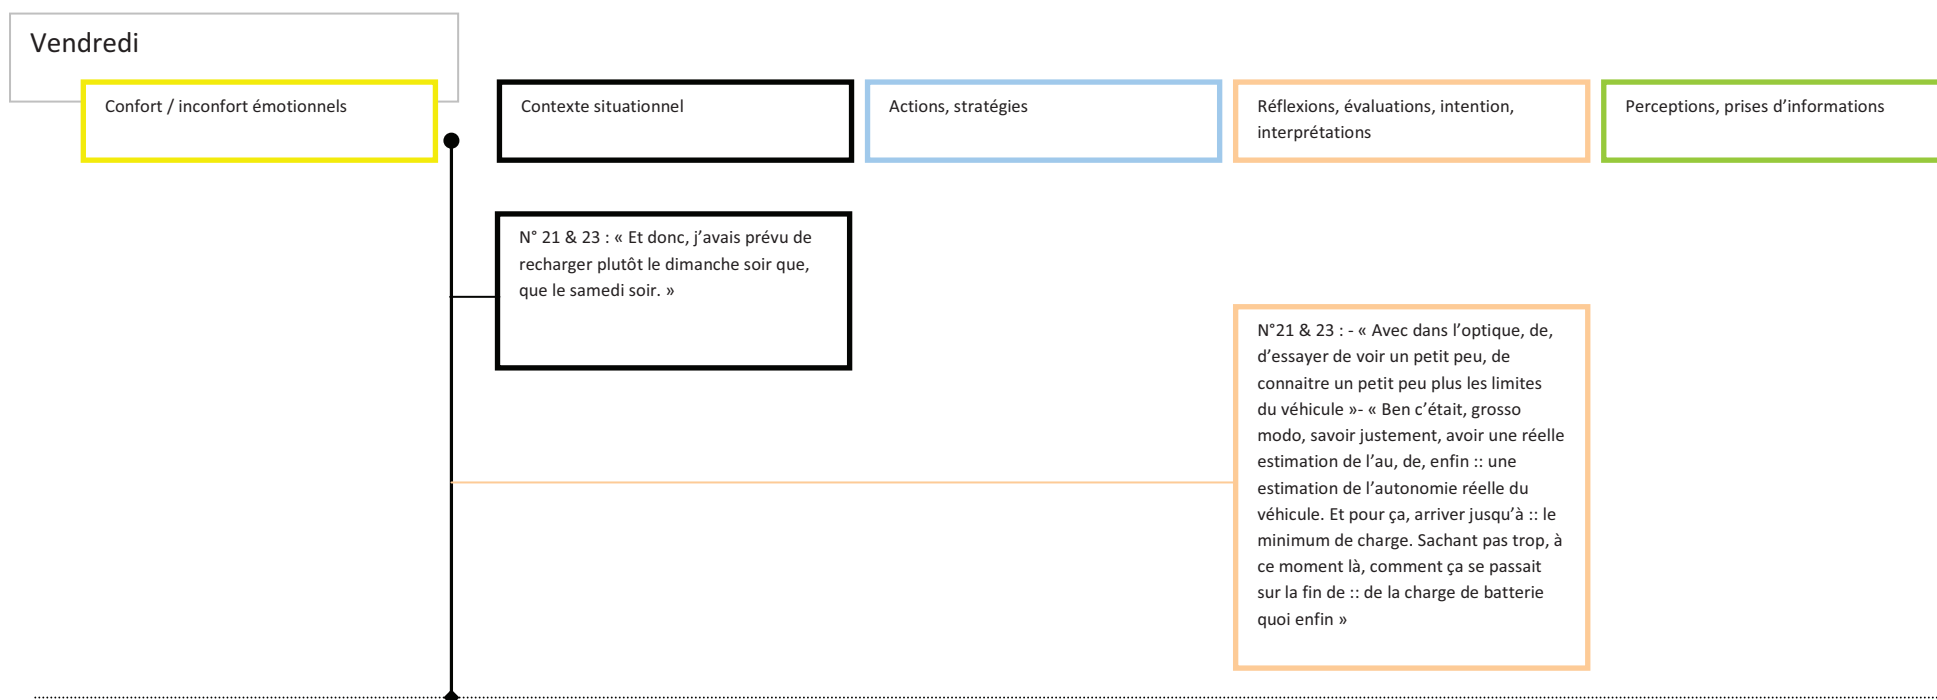 Vendredi
Confort / inconfort émotionnels
Contexte situationnel
Actions, stratégies
Réflexions, évaluations, intention,
interprétations
Perceptions, prises d’informations
N° 21 & 23 : « Et donc, j’avais prévu de
recharger plutôt le dimanche soir que,
que le samedi soir. »
N°21 & 23 : - « Avec dans l’optique, de,
d’essayer de voir un petit peu, de
connaitre un petit peu plus les limites
du véhicule »- « Ben c’était, grosso
modo, savoir justement, avoir une réelle
estimation de l’au, de, enfin :: une
estimation de l’autonomie réelle du
véhicule. Et pour ça, arriver jusqu’à :: le
minimum de charge. Sachant pas trop, à
ce moment là, comment ça se passait
sur la fin de :: de la charge de batterie
quoi enfin »